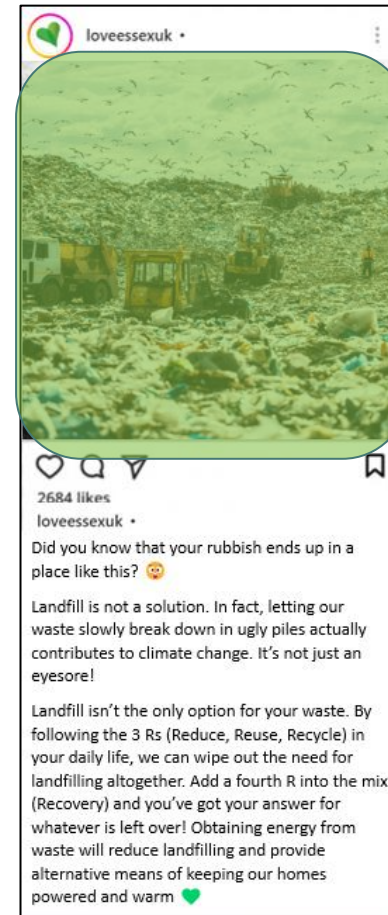 loveessexuk •
2684 likes
loveessexuk •
Did you know that your rubbish ends up in a
place like this? 😳
Landfill is not a solution. In fact, letting our
waste slowly break down in ugly piles actually
contributes to climate change. It's not just an
eyesore!
Landfill isn't the only option for your waste. By
following the 3 Rs (Reduce, Reuse, Recycle) in
your daily life, we can wipe out the need for
landfilling altogether. Add a fourth R into the mix
(Recovery) and you've got your answer for
whatever is left over! Obtaining energy from
waste will reduce landfilling and provide
alternative means of keeping our homes
powered and warm 💚